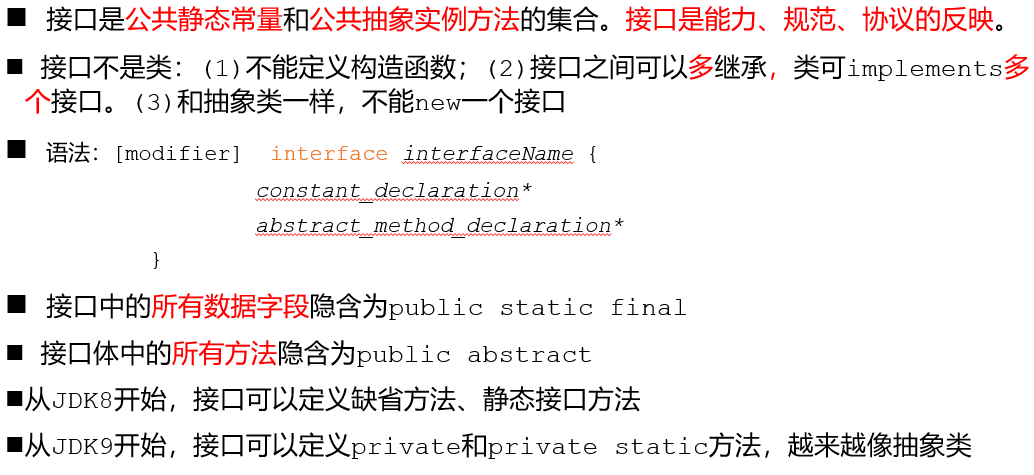 ■ 接口是公共静态常量和公共抽象实例方法的集合。接口是能力、规范、协议的反映。
■ 接口不是类：(1)不能定义构造函数；(2)接口之间可以多继承，类可implements多
个接口。(3)和抽象类一样，不能new一个接口
■ 语法：[modifier] interface interfaceName {
constant_declaration*
abstract_method_declaration*
}
■ 接口中的所有数据字段隐含为public static final
■ 接口体中的所有方法隐含为public abstract
■从JDK8开始，接口可以定义缺省方法、静态接口方法
■从JDK9开始，接口可以定义private和private static方法，越来越像抽象类